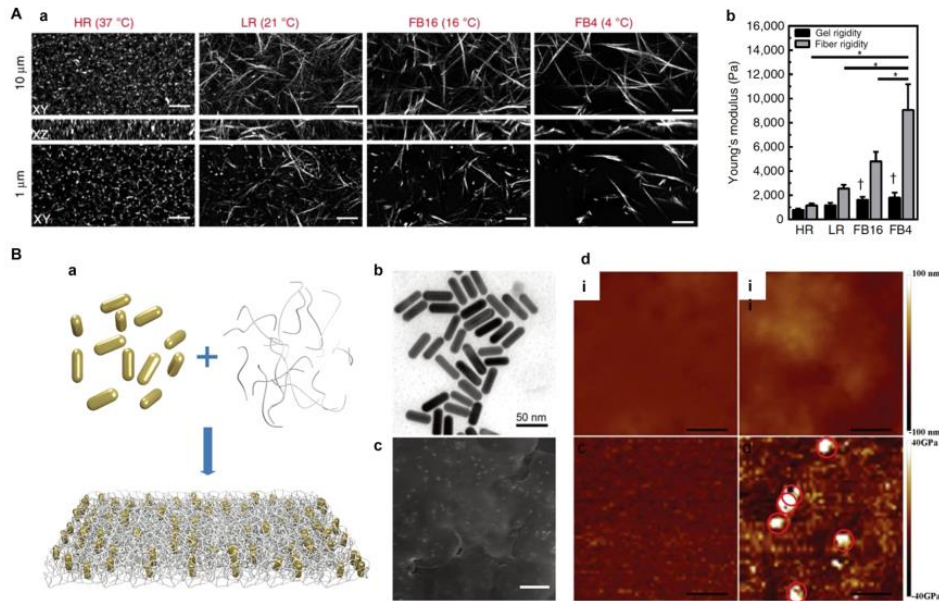 A
a
HR (37 °C)
LR (21 °C)
FB16 (16 °C)
FB4 (4 °C)
10 µm
XY
XZ
1 µm
XY
b
Gel rigidity
Fiber rigidity
Young's modulus (Pa)
16,000
14,000
12,000
10,000
8,000
6,000
4,000
2,000
0
*
*
*
†
†
HR
LR
FB16
FB4
B
a
+
b
50 nm
c
d
i
i
100 nm
-100 nm
40GPa
-40GPa